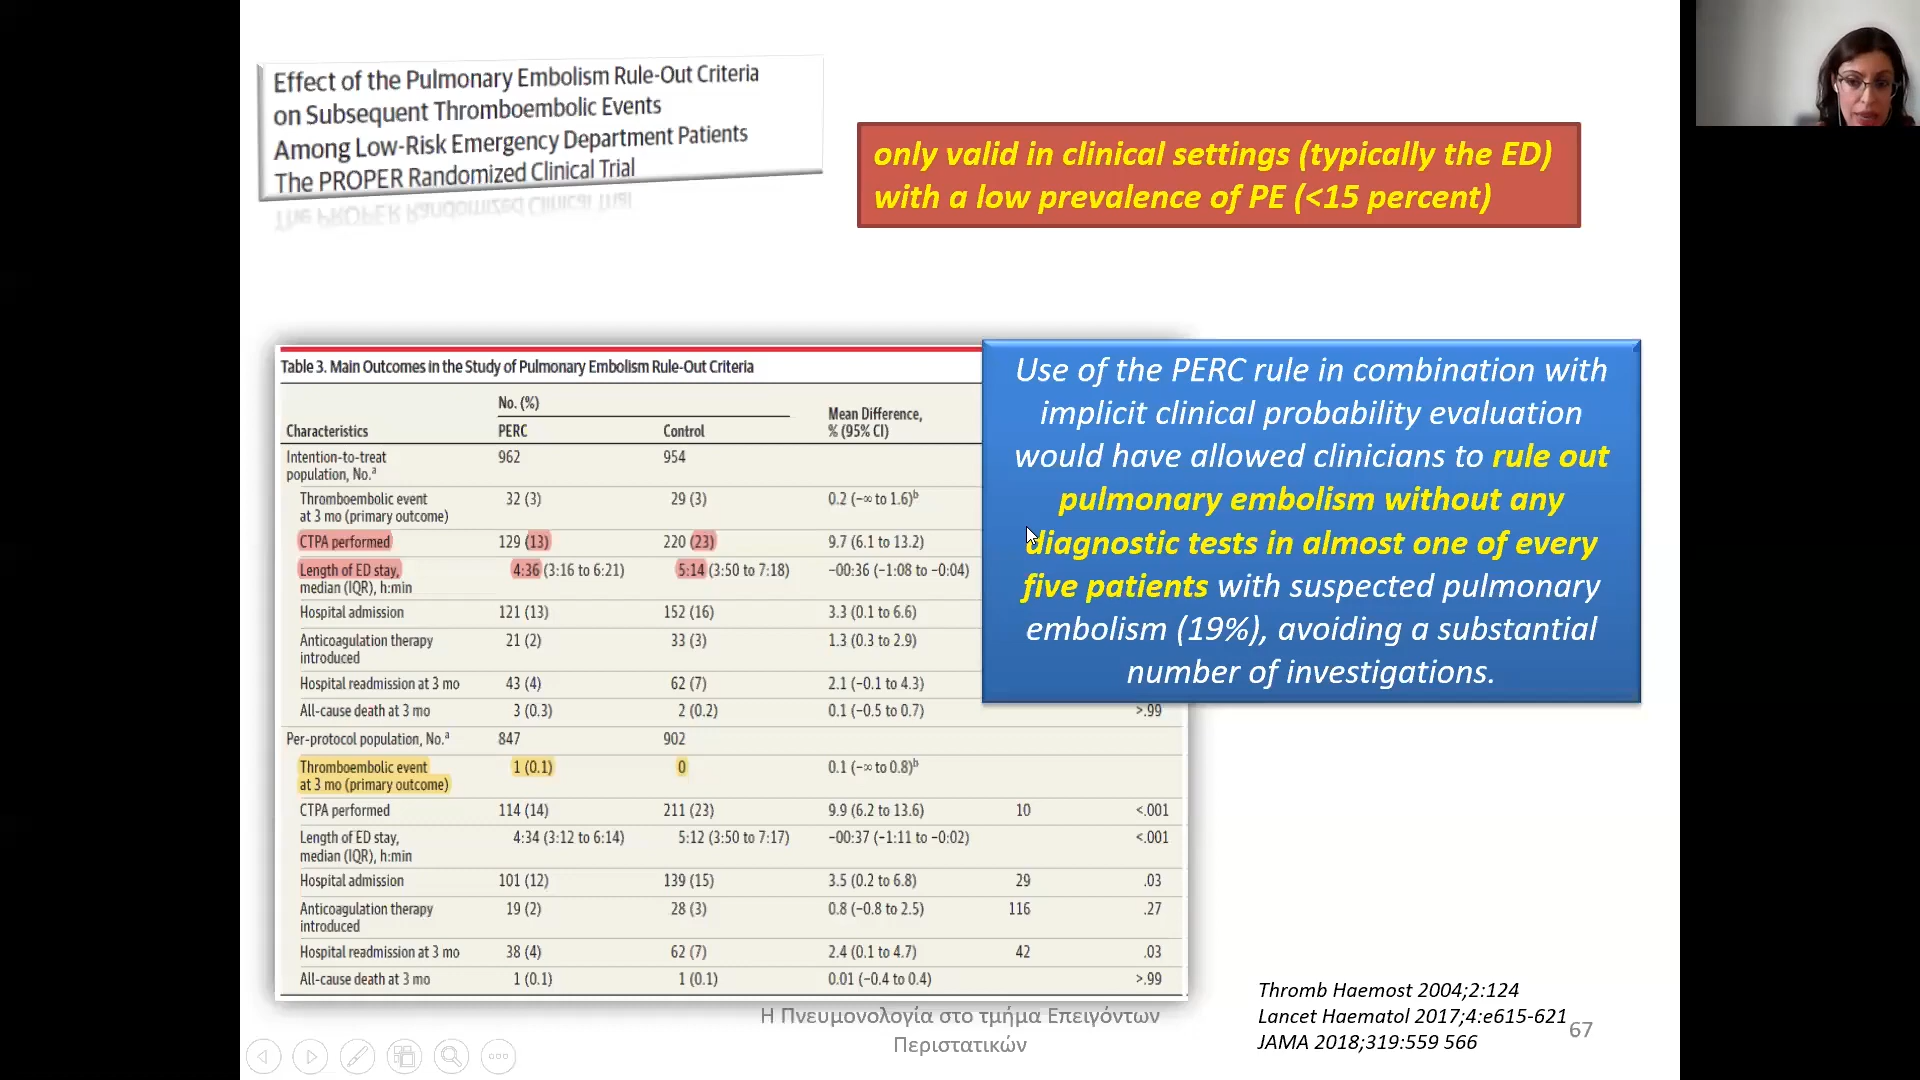 Effect of the Pulmonary Embolism Rule-Out Criteria
on Subsequent Thromboembolic Events
Among Low-Risk Emergency Department Patients
The PROPER Randomized Clinical Trial
only valid in clinical settings (typically the ED)
with a low prevalence of PE (<15 percent)
Table 3. Main Outcomes in the Study of Pulmonary Embolism Rule-Out Criteria
No. (%)
Characteristics PERC Control Mean Difference, % (95% CI)
Intention-to-treat population, No.ᵃ 962 954
Thromboembolic event at 3 mo (primary outcome) 32 (3) 29 (3) 0.2 (−∞ to 1.6)ᵇ
CTPA performed 129 (13) 220 (23) 9.7 (6.1 to 13.2)
Length of ED stay, median (IQR), h:min 4:36 (3:16 to 6:21) 5:14 (3:50 to 7:18) −00:36 (−1:08 to −0:04)
Hospital admission 121 (13) 152 (16) 3.3 (0.1 to 6.6)
Anticoagulation therapy introduced 21 (2) 33 (3) 1.3 (0.3 to 2.9)
Hospital readmission at 3 mo 43 (4) 62 (7) 2.1 (−0.1 to 4.3)
All-cause death at 3 mo 3 (0.3) 2 (0.2) 0.1 (−0.5 to 0.7) >.99
Per-protocol population, No.ᵃ 847 902
Thromboembolic event at 3 mo (primary outcome) 1 (0.1) 0 0.1 (−∞ to 0.8)ᵇ
CTPA performed 114 (14) 211 (23) 9.9 (6.2 to 13.6) 10 <.001
Length of ED stay, median (IQR), h:min 4:34 (3:12 to 6:14) 5:12 (3:50 to 7:17) −00:37 (−1:11 to −0:02) <.001
Hospital admission 101 (12) 139 (15) 3.5 (0.2 to 6.8) 29 .03
Anticoagulation therapy introduced 19 (2) 28 (3) 0.8 (−0.8 to 2.5) 116 .27
Hospital readmission at 3 mo 38 (4) 62 (7) 2.4 (0.1 to 4.7) 42 .03
All-cause death at 3 mo 1 (0.1) 1 (0.1) 0.01 (−0.4 to 0.4) >.99
Use of the PERC rule in combination with
implicit clinical probability evaluation
would have allowed clinicians to rule out
pulmonary embolism without any
diagnostic tests in almost one of every
five patients with suspected pulmonary
embolism (19%), avoiding a substantial
number of investigations.
Η Πνευμονολογία στο τμήμα Επειγόντων
Περιστατικών
Thromb Haemost 2004;2:124
Lancet Haematol 2017;4:e615-621
JAMA 2018;319:559 566
67